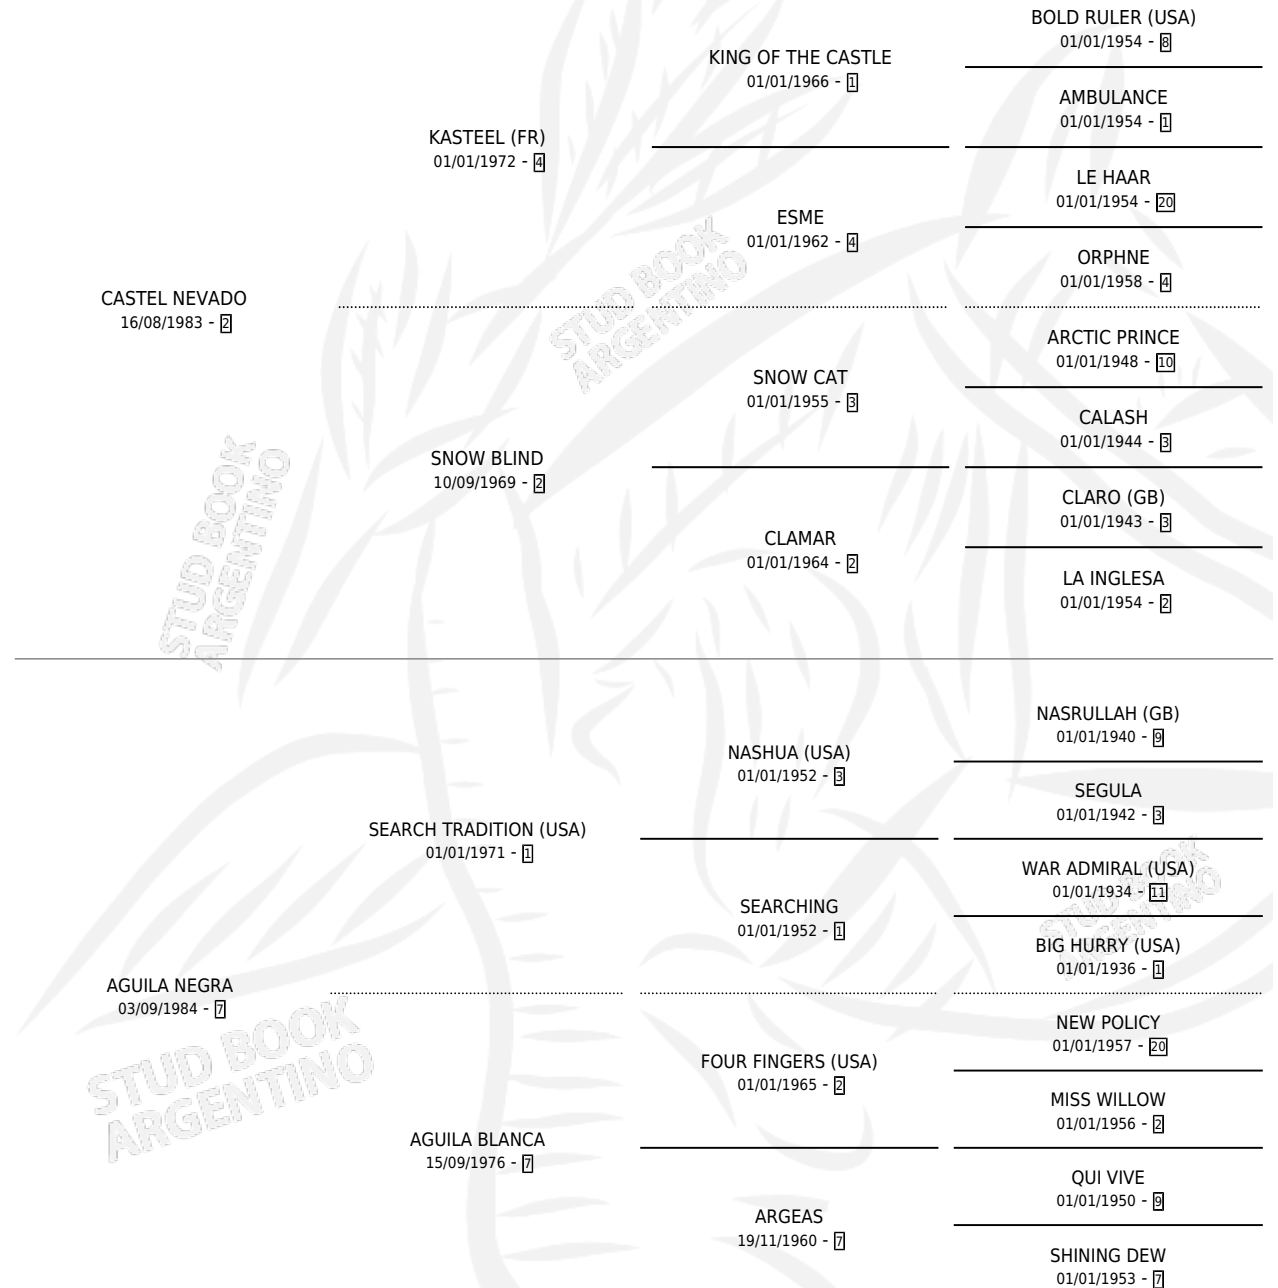 BOLD RULER (USA)
01/01/1954 - 8
KING OF THE CASTLE
01/01/1966 - 1
AMBULANCE
01/01/1954 - 1
KASTEEL (FR)
01/01/1972 - 4
LE HAAR
01/01/1954 - 20
ESME
01/01/1962 - 4
ORPHNE
01/01/1958 - 4
CASTEL NEVADO
16/08/1983 - 2
ARCTIC PRINCE
01/01/1948 - 10
SNOW CAT
01/01/1955 - 3
CALASH
01/01/1944 - 3
SNOW BLIND
10/09/1969 - 2
CLARO (GB)
01/01/1943 - 3
CLAMAR
01/01/1964 - 2
LA INGLESA
01/01/1954 - 2
STUD BOOK
ARGENTINO
STUD BOOK
ARGENTINO
NASRULLAH (GB)
01/01/1940 - 9
NASHUA (USA)
01/01/1952 - 3
SEGULA
01/01/1942 - 3
SEARCH TRADITION (USA)
01/01/1971 - 1
WAR ADMIRAL (USA)
01/01/1934 - 11
SEARCHING
01/01/1952 - 1
BIG HURRY (USA)
01/01/1936 - 1
AGUILA NEGRA
03/09/1984 - 7
NEW POLICY
01/01/1957 - 20
FOUR FINGERS (USA)
01/01/1965 - 2
MISS WILLOW
01/01/1956 - 2
AGUILA BLANCA
15/09/1976 - 7
QUI VIVE
01/01/1950 - 9
ARGEAS
19/11/1960 - 7
SHINING DEW
01/01/1953 - 7
STUD BOOK
ARGENTINO
STUD BOOK
ARGENTINO